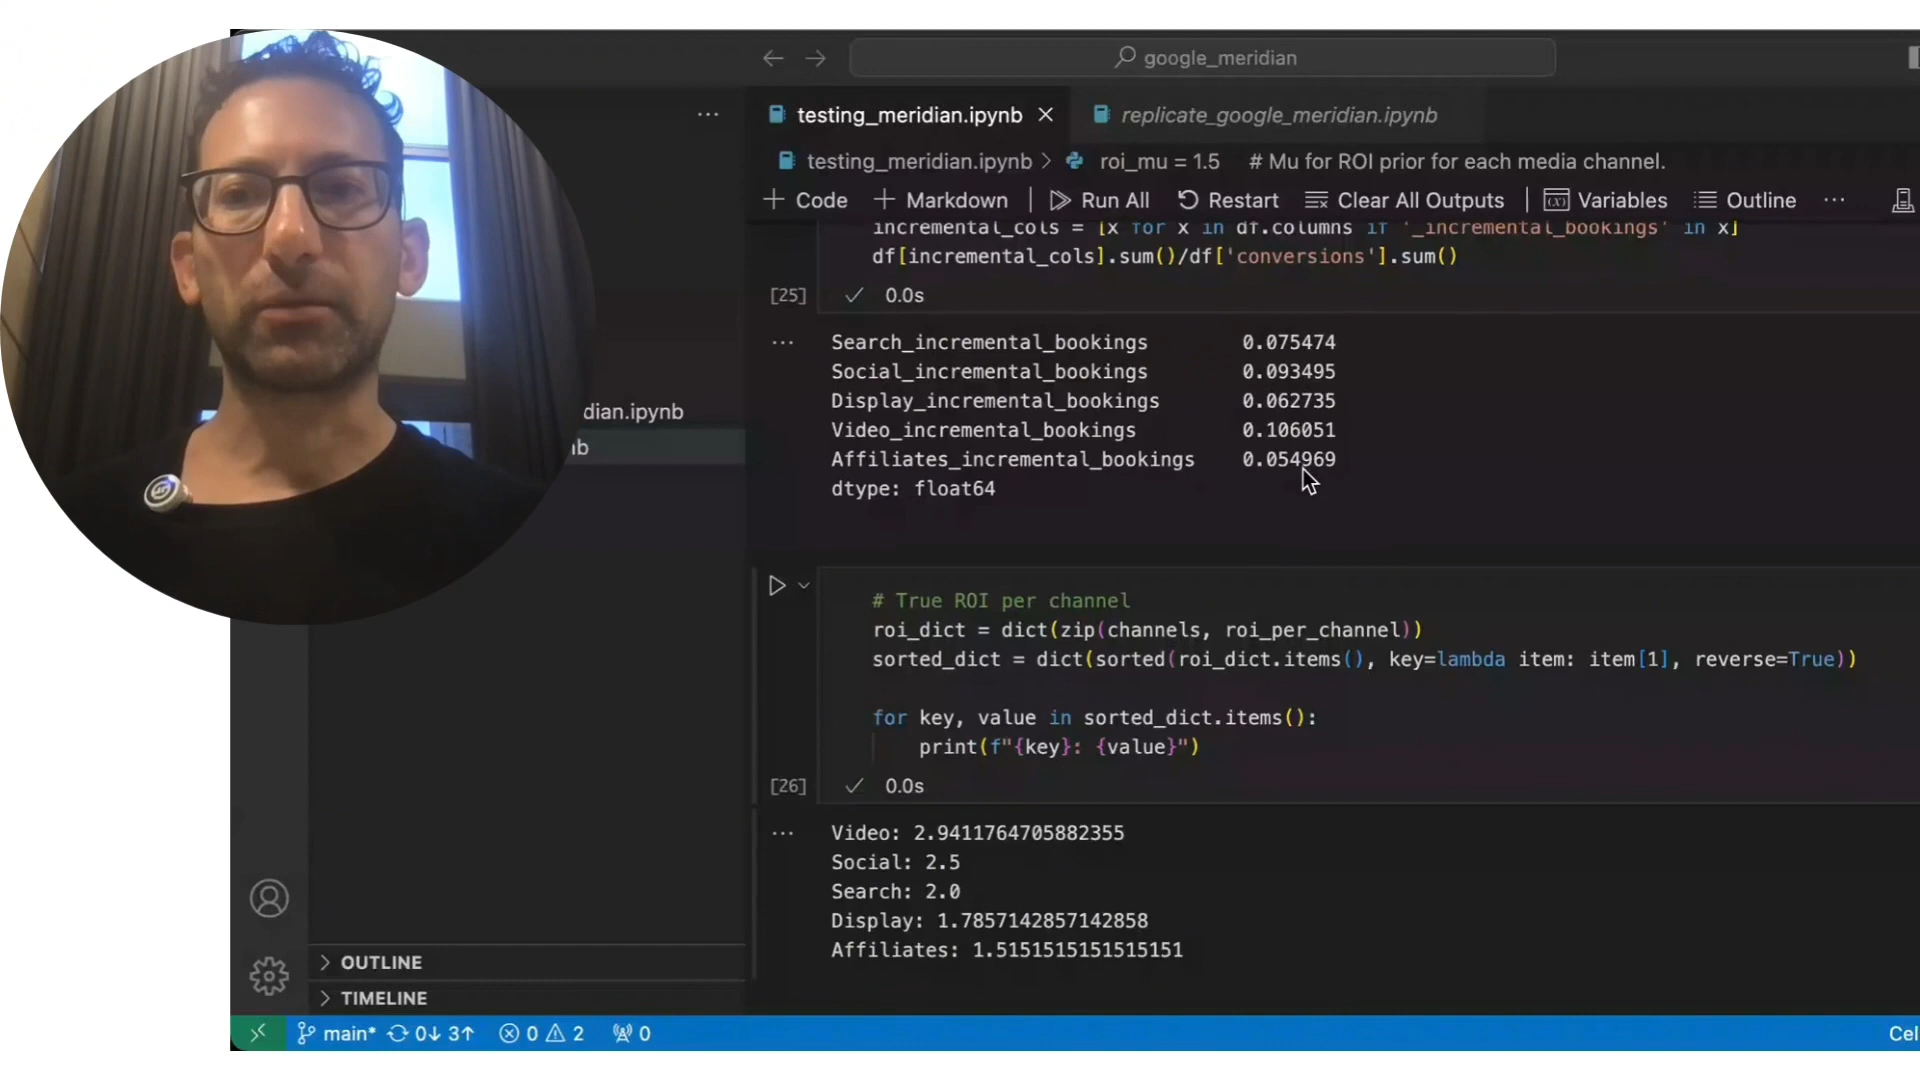 google_meridian
testing_meridian.ipynb
replicate_google_meridian.ipynb
testing_meridian.ipynb > roi_mu = 1.5 # Mu for ROI prior for each media channel.
+ Code + Markdown | Run All Restart Clear All Outputs | Variables Outline ...
incremental_cols = [x for x in df.columns if '_incremental_bookings' in x]
df[incremental_cols].sum()/df['conversions'].sum()
[25] ✓ 0.0s
... Search_incremental_bookings 0.075474
Social_incremental_bookings 0.093495
Display_incremental_bookings 0.062735
Video_incremental_bookings 0.106051
Affiliates_incremental_bookings 0.054969
dtype: float64
dian.ipynb
# True ROI per channel
roi_dict = dict(zip(channels, roi_per_channel))
sorted_dict = dict(sorted(roi_dict.items(), key=lambda item: item[1], reverse=True))
for key, value in sorted_dict.items():
print(f"{key}: {value}")
[26] ✓ 0.0s
... Video: 2.9411764705882355
Social: 2.5
Search: 2.0
Display: 1.7857142857142858
Affiliates: 1.5151515151515151
> OUTLINE
> TIMELINE
main* 0↓ 3↑ 0 2 0
Cel